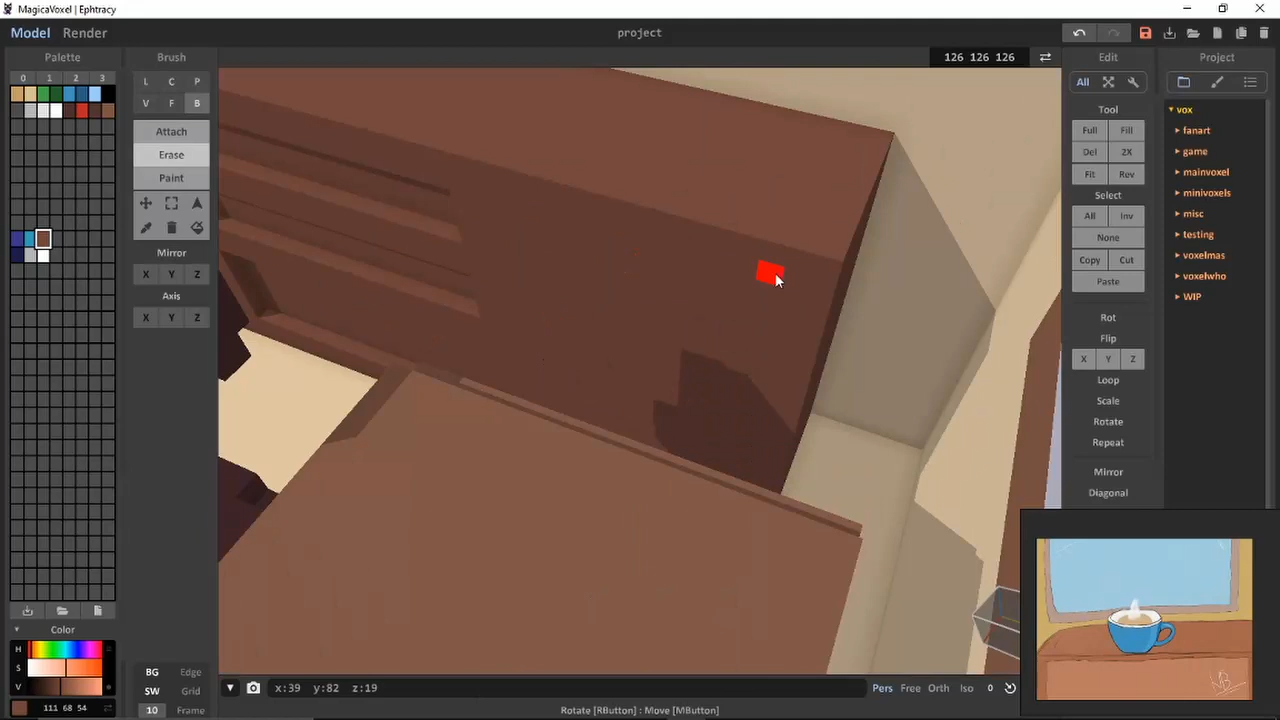 MagicaVoxel | Ephtracy
Model Render
project
Palette
0 1 2 3
Brush
L C P
V F B
Attach
Erase
Paint
Mirror
X Y Z
Axis
X Y Z
126 126 126
Edit
All
Tool
Full Fill
Del 2X
Fit Rev
Select
All Inv
None
Copy Cut
Paste
Rot
Flip
X Y Z
Loop
Scale
Rotate
Repeat
Mirror
Diagonal
Project
vox
fanart
game
mainvoxel
minivoxels
misc
testing
voxelmas
voxelwho
WIP
Color
H
S
V
111 68 54
BG Edge
SW Grid
10 Frame
x:39 y:82 z:19
Pers Free Orth Iso 0
Rotate [RButton] : Move [MButton]